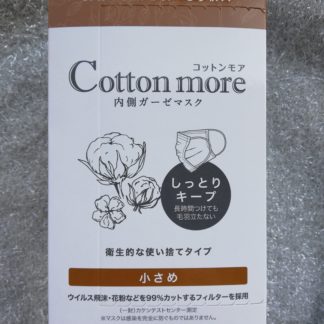 コットンモア
Cotton more
内側ガーゼマスク
しっとり
キープ
長時間つけても
毛羽立たない
衛生的な使い捨てタイプ
小さめ
ウイルス飛沫・花粉などを99%カットするフィルターを採用
(一財)カケンテストセンター測定
※マスクは感染を完全に防ぐものではありません。